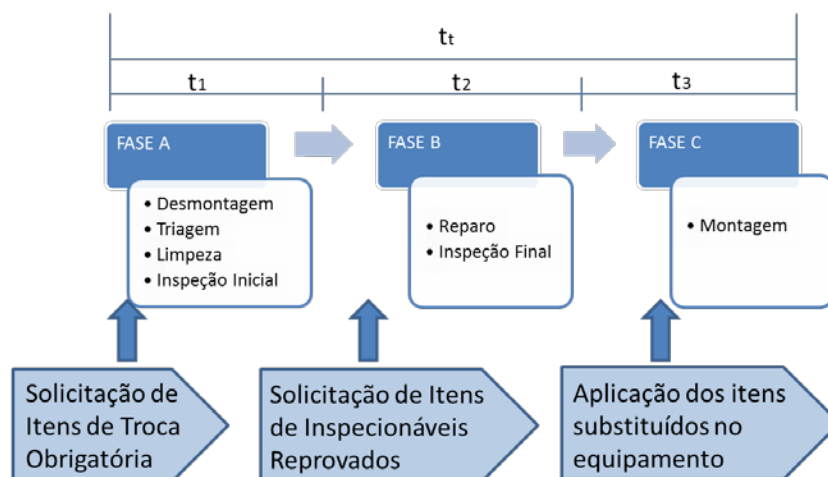 tt
t1
t2
t3
FASE A
FASE B
FASE C
• Desmontagem
• Triagem
• Limpeza
• Inspeção Inicial
• Reparo
• Inspeção Final
• Montagem
Solicitação de
Itens de Troca
Obrigatória
Solicitação de Itens
de Inspecionáveis
Reprovados
Aplicação dos itens
substituídos no
equipamento